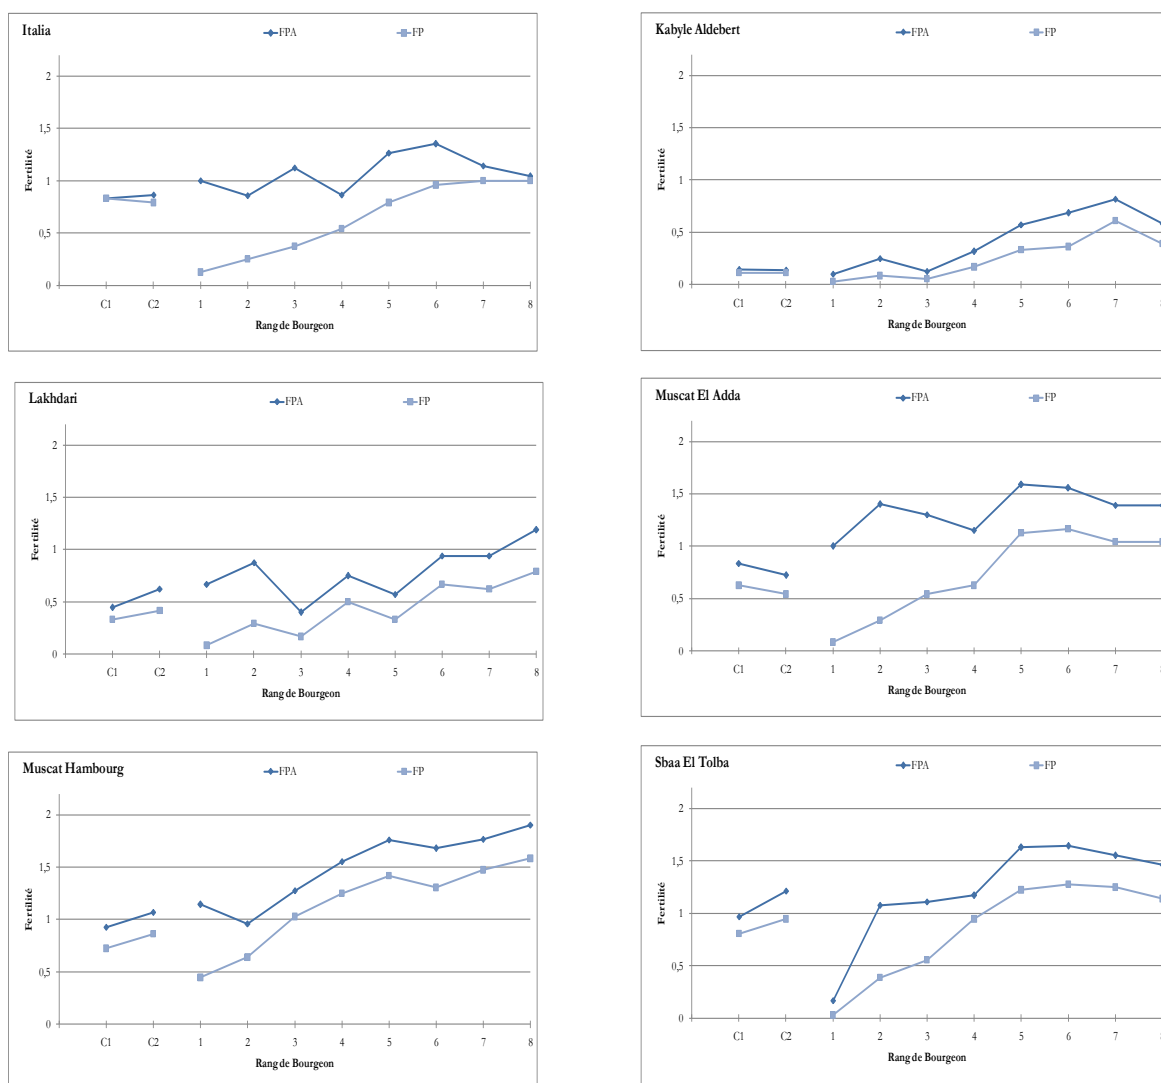 Italia
FPA FP
2
1,5
1
0,5
0
Fertilité
C1 C2 1 2 3 4 5 6 7 8
Rang de Bourgeon
Kabyle Aldebert
FPA FP
2
1,5
1
0,5
0
Fertilité
C1 C2 1 2 3 4 5 6 7 8
Rang de Bourgeon
Lakhdari
FPA FP
2
1,5
1
0,5
0
Fertilité
C1 C2 1 2 3 4 5 6 7 8
Rang de Bourgeon
Muscat El Adda
FPA FP
2
1,5
1
0,5
0
Fertilité
C1 C2 1 2 3 4 5 6 7 8
Rang de Bourgeon
Muscat Hambourg
FPA FP
2
1,5
1
0,5
0
Fertilité
C1 C2 1 2 3 4 5 6 7 8
Rang de Bourgeon
Sbaa El Tolba
FPA FP
2
1,5
1
0,5
0
Fertilité
C1 C2 1 2 3 4 5 6 7 8
Rang de Bourgeon